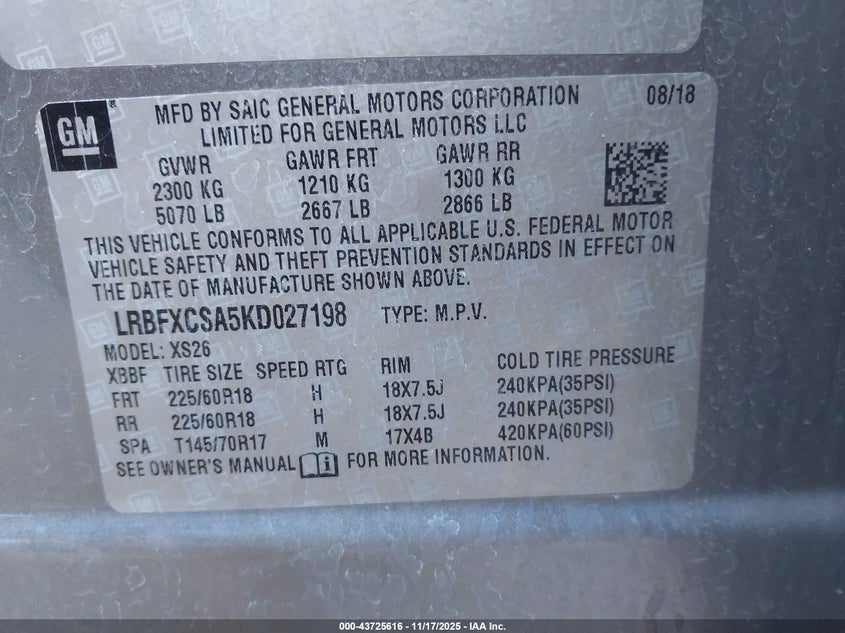 GM
MFD BY SAIC GENERAL MOTORS CORPORATION 08/18
LIMITED FOR GENERAL MOTORS LLC
GVWR GAWR FRT GAWR RR
2300 KG 1210 KG 1300 KG
5070 LB 2667 LB 2866 LB
THIS VEHICLE CONFORMS TO ALL APPLICABLE U.S. FEDERAL MOTOR
VEHICLE SAFETY AND THEFT PREVENTION STANDARDS IN EFFECT ON
THE DATE OF MANUFACTURE SHOWN ABOVE.
LRBFXCSA5KD027198 TYPE: M.P.V.
MODEL: XS26
XBBF TIRE SIZE SPEED RTG RIM COLD TIRE PRESSURE
FRT 225/60R18 H 18X7.5J 240KPA(35PSI)
RR 225/60R18 H 18X7.5J 240KPA(35PSI)
SPA T145/70R17 M 17X4B 420KPA(60PSI)
SEE OWNER'S MANUAL FOR MORE INFORMATION.
000-43725616 - 11/17/2025 - IAA Inc.